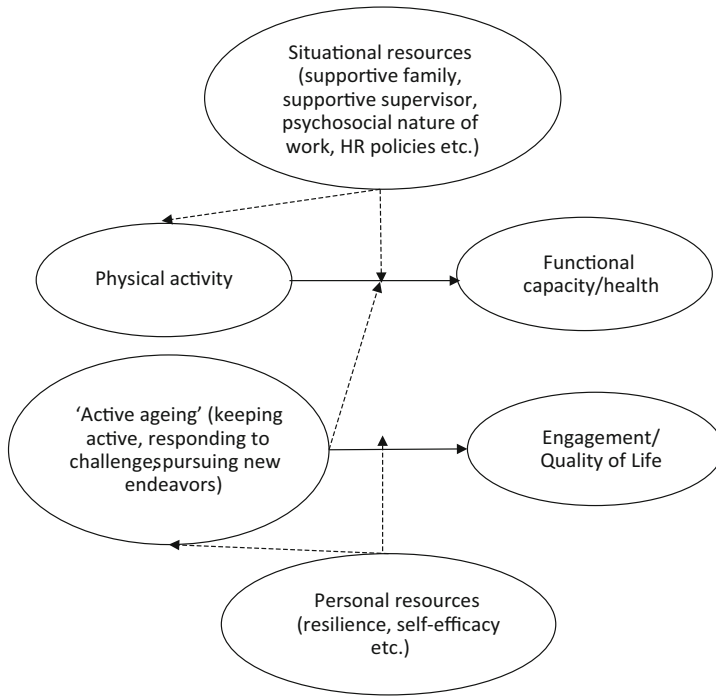 Situational resources
(supportive family,
supportive supervisor,
psychosocial nature of
work, HR policies etc.)
Physical activity
Functional
capacity/health
‘Active ageing’ (keeping
active, responding to
challenges,pursuing new
endeavors)
Engagement/
Quality of Life
Personal resources
(resilience, self-efficacy
etc.)